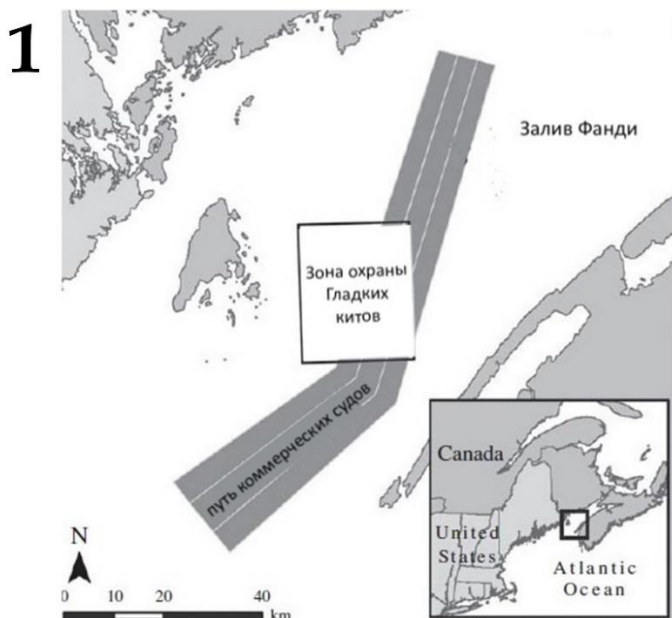 1
Залив Фанди
Зона охраны
Гладких
китов
путь коммерческих судов
Canada
United
States
Atlantic
Ocean
N
0 10 20 40
km